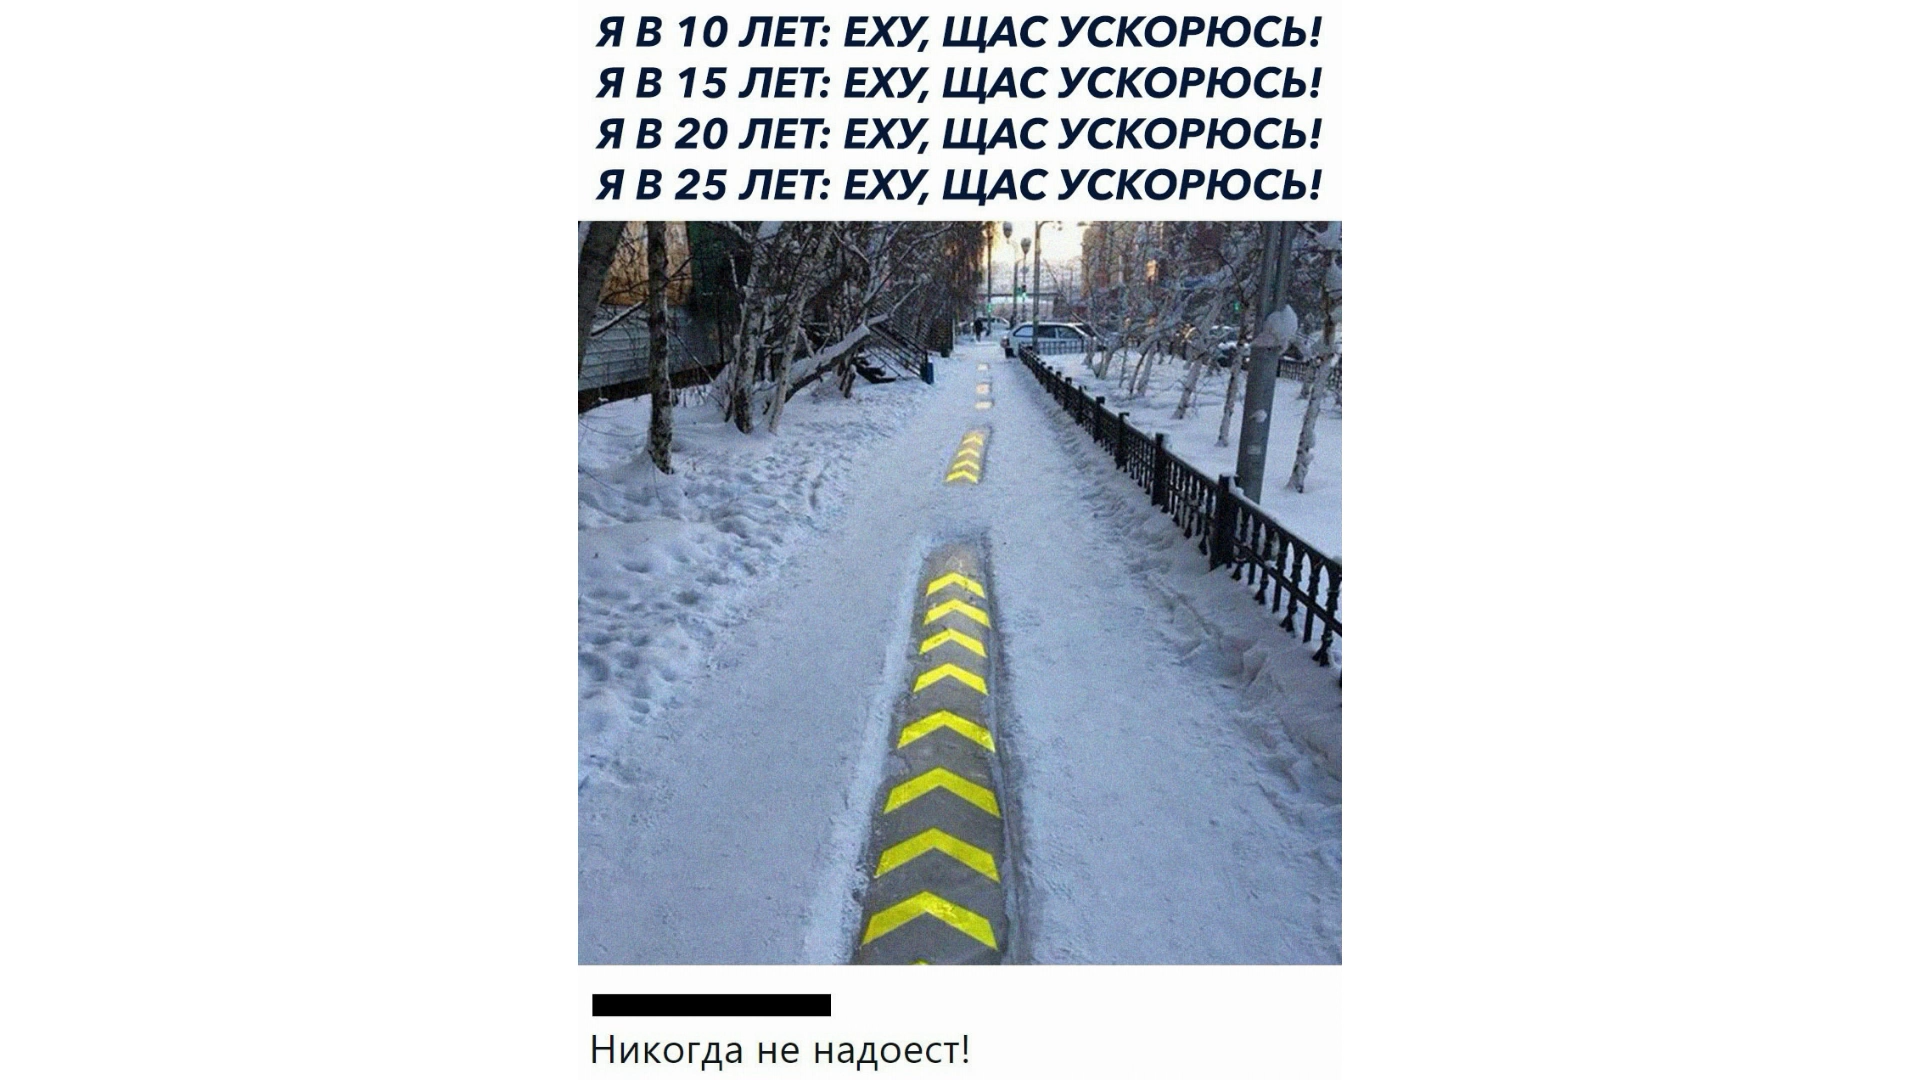 Я В 10 ЛЕТ: ЕХУ, ЩАС УСКОРЮСЬ!
Я В 15 ЛЕТ: ЕХУ, ЩАС УСКОРЮСЬ!
Я В 20 ЛЕТ: ЕХУ, ЩАС УСКОРЮСЬ!
Я В 25 ЛЕТ: ЕХУ, ЩАС УСКОРЮСЬ!
Никогда не надоест!